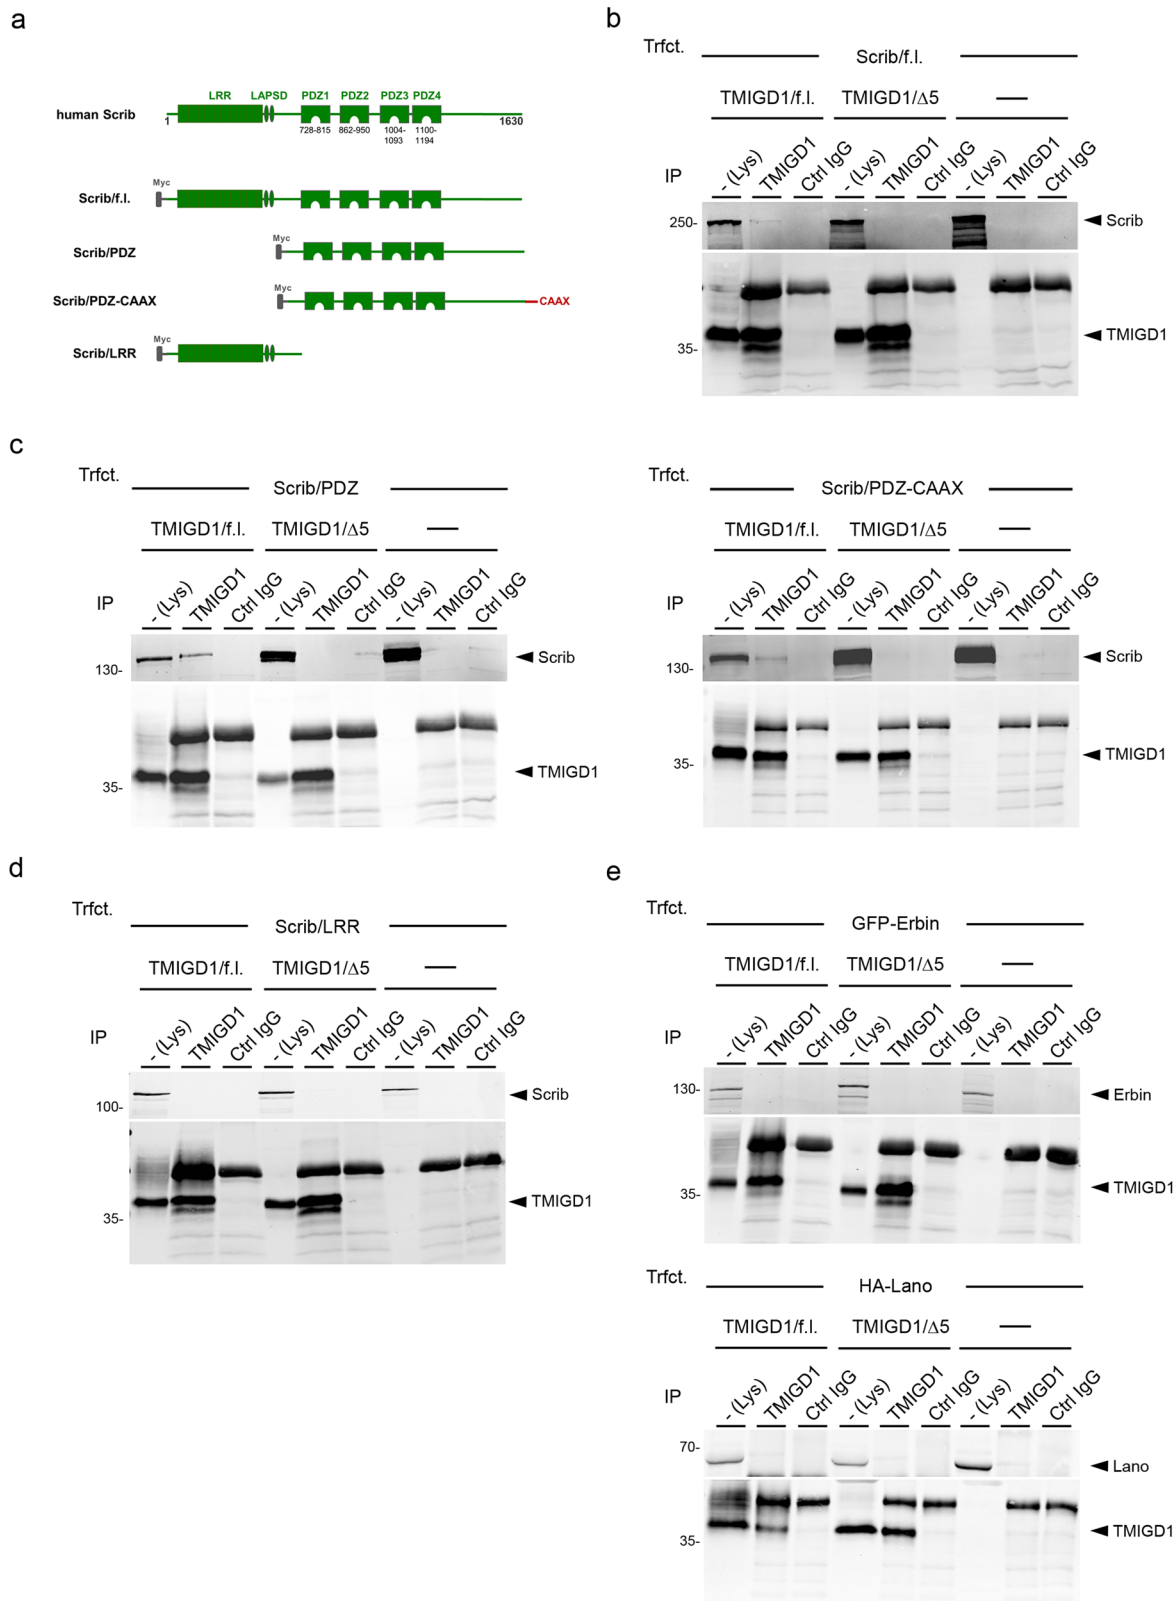 a
LRR LAPSD PDZ1 PDZ2 PDZ3 PDZ4
human Scrib
1 728-815 862-950 1004-1093 1100-1194 1630
Myc
Scrib/f.l.
Myc
Scrib/PDZ
Myc
Scrib/PDZ-CAAX CAAX
Myc
Scrib/LRR
b
Trfct. Scrib/f.l.
TMIGD1/f.l. TMIGD1/Δ5 —
IP - (Lys) TMIGD1 Ctrl IgG - (Lys) TMIGD1 Ctrl IgG - (Lys) TMIGD1 Ctrl IgG
250- Scrib
TMIGD1
35-
c
Trfct. Scrib/PDZ
TMIGD1/f.l. TMIGD1/Δ5 —
IP - (Lys) TMIGD1 Ctrl IgG - (Lys) TMIGD1 Ctrl IgG - (Lys) TMIGD1 Ctrl IgG
Scrib
130-
TMIGD1
35-
Trfct. Scrib/PDZ-CAAX
TMIGD1/f.l. TMIGD1/Δ5 —
IP - (Lys) TMIGD1 Ctrl IgG - (Lys) TMIGD1 Ctrl IgG - (Lys) TMIGD1 Ctrl IgG
Scrib
130-
TMIGD1
35-
d
Trfct. Scrib/LRR
TMIGD1/f.l. TMIGD1/Δ5 —
IP - (Lys) TMIGD1 Ctrl IgG - (Lys) TMIGD1 Ctrl IgG - (Lys) TMIGD1 Ctrl IgG
Scrib
100-
TMIGD1
35-
e
Trfct. GFP-Erbin
TMIGD1/f.l. TMIGD1/Δ5 —
IP - (Lys) TMIGD1 Ctrl IgG - (Lys) TMIGD1 Ctrl IgG - (Lys) TMIGD1 Ctrl IgG
130- Erbin
TMIGD1
35-
Trfct. HA-Lano
TMIGD1/f.l. TMIGD1/Δ5 —
IP - (Lys) TMIGD1 Ctrl IgG - (Lys) TMIGD1 Ctrl IgG - (Lys) TMIGD1 Ctrl IgG
70-
Lano
TMIGD1
35-